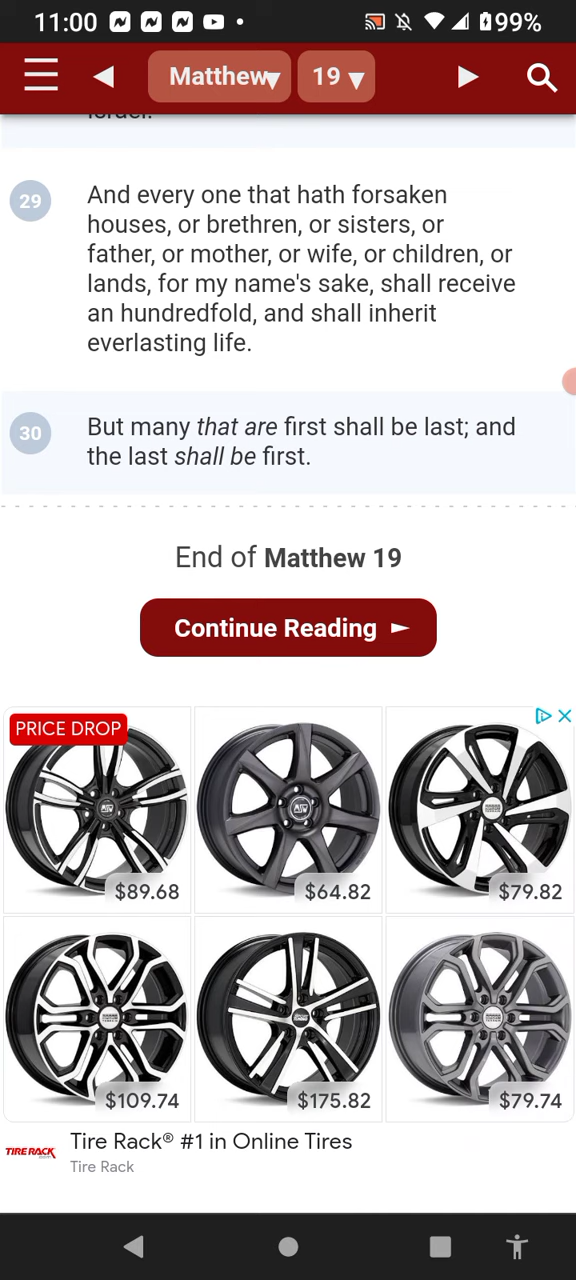 11:00 99%
Matthew 19
Israel.
29 And every one that hath forsaken
houses, or brethren, or sisters, or
father, or mother, or wife, or children, or
lands, for my name's sake, shall receive
an hundredfold, and shall inherit
everlasting life.
30 But many that are first shall be last; and
the last shall be first.
End of Matthew 19
Continue Reading
PRICE DROP
$89.68 $64.82 $79.82
$109.74 $175.82 $79.74
TIRE RACK
Tire Rack® #1 in Online Tires
Tire Rack